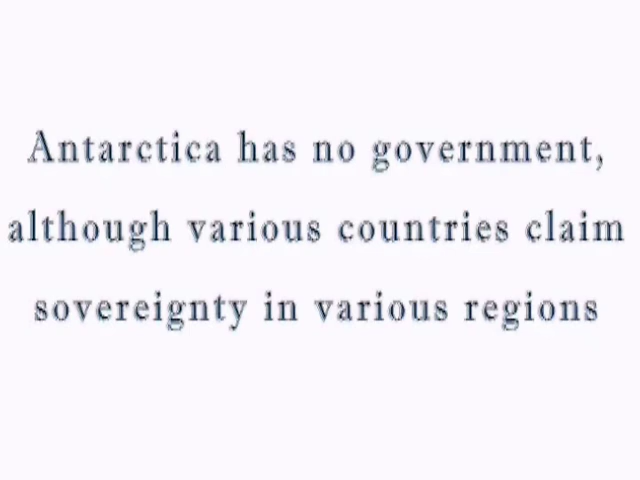 Antarctica has no government,
although various countries claim
sovereignty in various regions